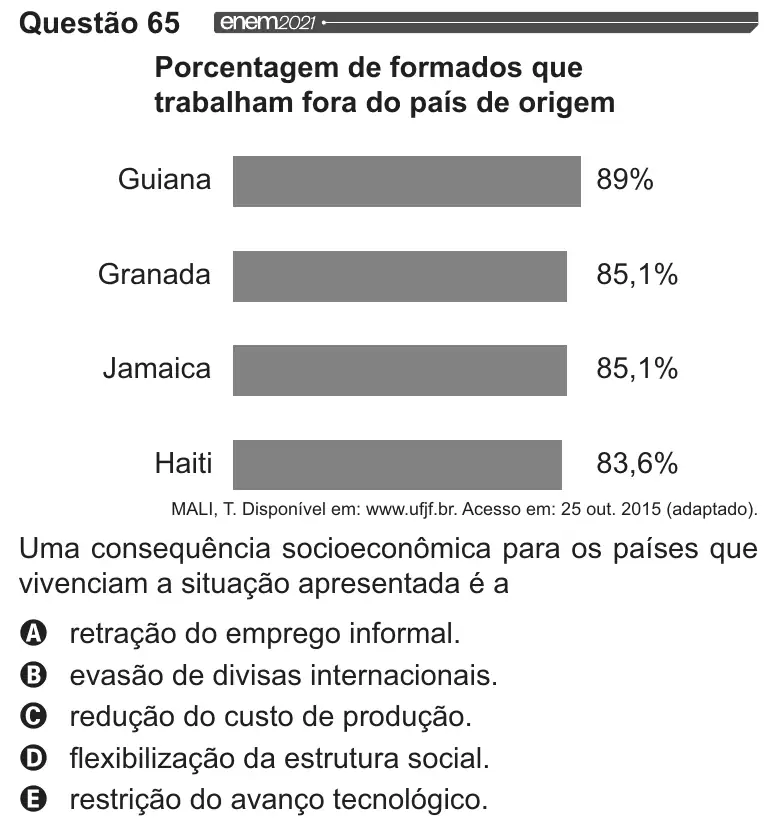 Questão 65 enem2021
Porcentagem de formados que
trabalham fora do país de origem
Guiana 89%
Granada 85,1%
Jamaica 85,1%
Haiti 83,6%
MALI, T. Disponível em: www.ufjf.br. Acesso em: 25 out. 2015 (adaptado).
Uma consequência socioeconômica para os países que
vivenciam a situação apresentada é a
A retração do emprego informal.
B evasão de divisas internacionais.
C redução do custo de produção.
D flexibilização da estrutura social.
E restrição do avanço tecnológico.